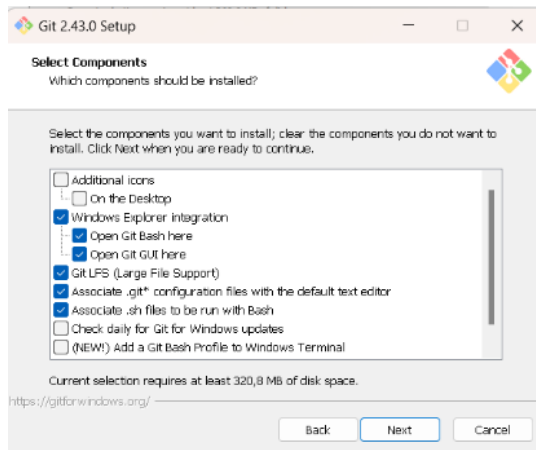 Git 2.43.0 Setup
Select Components
Which components should be installed?
Select the components you want to install; clear the components you do not want to
install. Click Next when you are ready to continue.
Additional icons
On the Desktop
Windows Explorer integration
Open Git Bash here
Open Git GUI here
Git LFS (Large File Support)
Associate .git* configuration files with the default text editor
Associate .sh files to be run with Bash
Check daily for Git for Windows updates
(NEW!) Add a Git Bash Profile to Windows Terminal
Current selection requires at least 320,8 MB of disk space.
https://gitforwindows.org/
Back Next Cancel